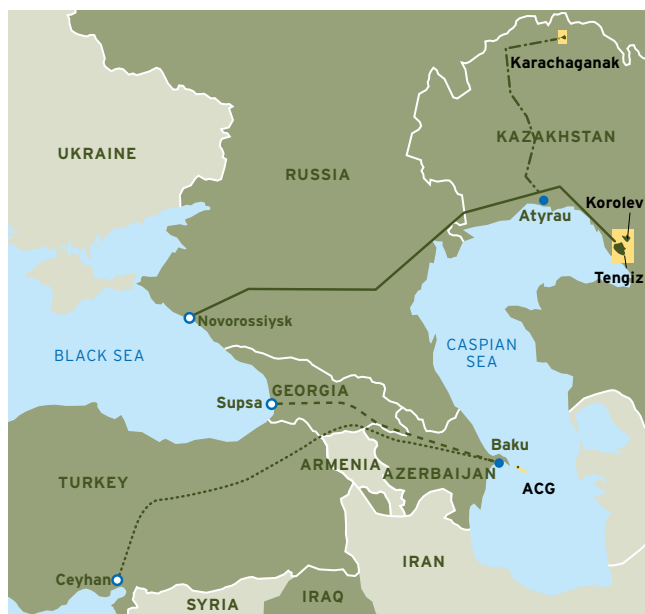 Karachaganak
KAZAKHSTAN
UKRAINE
RUSSIA
Korolev
Atyrau
Tengiz
Novorossiysk
BLACK SEA
CASPIAN
SEA
GEORGIA
Supsa
Baku
ARMENIA
AZERBAIJAN
TURKEY
ACG
IRAN
Ceyhan
SYRIA
IRAQ